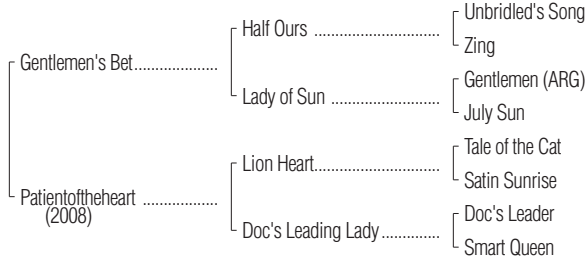 Unbridled's Song
Half Ours ............................
Zing
Gentlemen's Bet....................
Gentlemen (ARG)
Lady of Sun ........................
July Sun
Tale of the Cat
Lion Heart............................
Satin Sunrise
Patientoftheheart ..................
(2008)
Doc's Leader
Doc's Leading Lady.............
Smart Queen